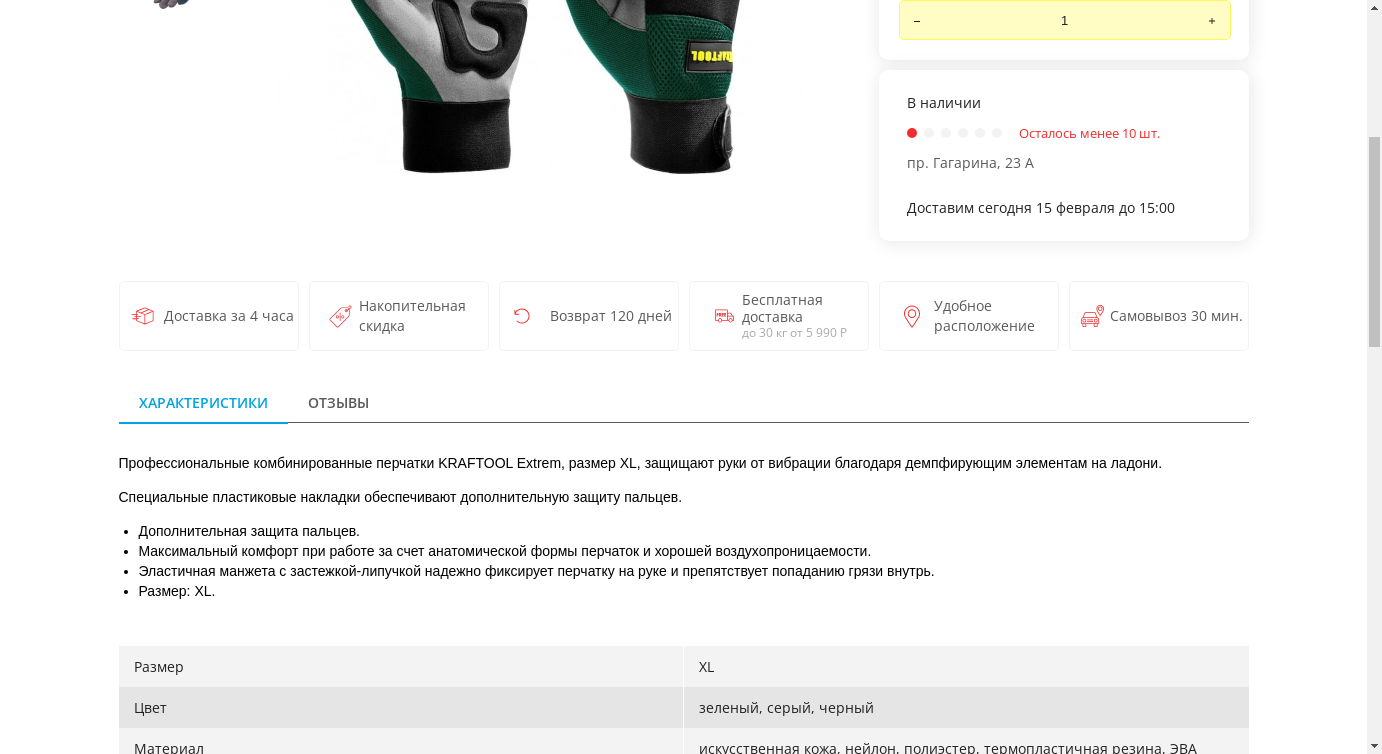 –
1
+
KRAFTOOL
В наличии
Осталось менее 10 шт.
пр. Гагарина, 23 А
Доставим сегодня 15 февраля до 15:00
Доставка за 4 часа
Накопительная
скидка
Возврат 120 дней
FREE
Бесплатная
доставка
до 30 кг от 5 990 Р
Удобное
расположение
Самовывоз 30 мин.
ХАРАКТЕРИСТИКИ
ОТЗЫВЫ
Профессиональные комбинированные перчатки KRAFTOOL Extrem, размер XL, защищают руки от вибрации благодаря демпфирующим элементам на ладони.
Специальные пластиковые накладки обеспечивают дополнительную защиту пальцев.
• Дополнительная защита пальцев.
• Максимальный комфорт при работе за счет анатомической формы перчаток и хорошей воздухопроницаемости.
• Эластичная манжета с застежкой-липучкой надежно фиксирует перчатку на руке и препятствует попаданию грязи внутрь.
• Размер: XL.
Размер XL
Цвет зеленый, серый, черный
Материал искусственная кожа, нейлон, полиэстер, термопластичная резина, ЭВА